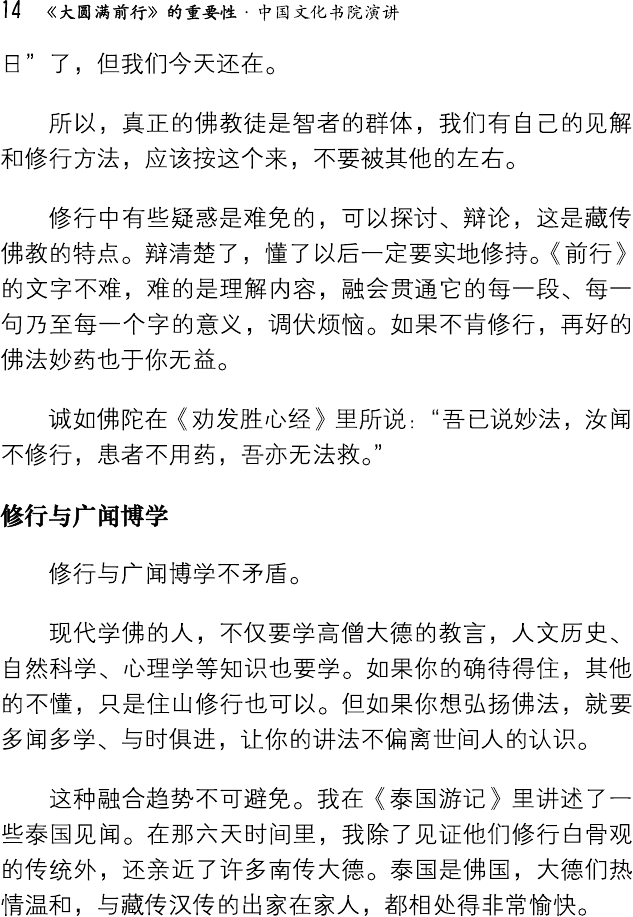 14 《大圆满前行》的重要性·中国文化书院演讲
日”了，但我们今天还在。
所以，真正的佛教徒是智者的群体，我们有自己的见解
和修行方法，应该按这个来，不要被其他的左右。
修行中有些疑惑是难免的，可以探讨、辩论，这是藏传
佛教的特点。辩清楚了，懂了以后一定要实地修持。《前行》
的文字不难，难的是理解内容，融会贯通它的每一段、每一
句乃至每一个字的意义，调伏烦恼。如果不肯修行，再好的
佛法妙药也于你无益。
诚如佛陀在《劝发胜心经》里所说：“吾已说妙法，汝闻
不修行，患者不用药，吾亦无法救。”
修行与广闻博学
修行与广闻博学不矛盾。
现代学佛的人，不仅要学高僧大德的教言，人文历史、
自然科学、心理学等知识也要学。如果你的确待得住，其他
的不懂，只是住山修行也可以。但如果你想弘扬佛法，就要
多闻多学、与时俱进，让你的讲法不偏离世间人的认识。
这种融合趋势不可避免。我在《泰国游记》里讲述了一
些泰国见闻。在那六天时间里，我除了见证他们修行白骨观
的传统外，还亲近了许多南传大德。泰国是佛国，大德们热
情温和，与藏传汉传的出家在家人，都相处得非常愉快。